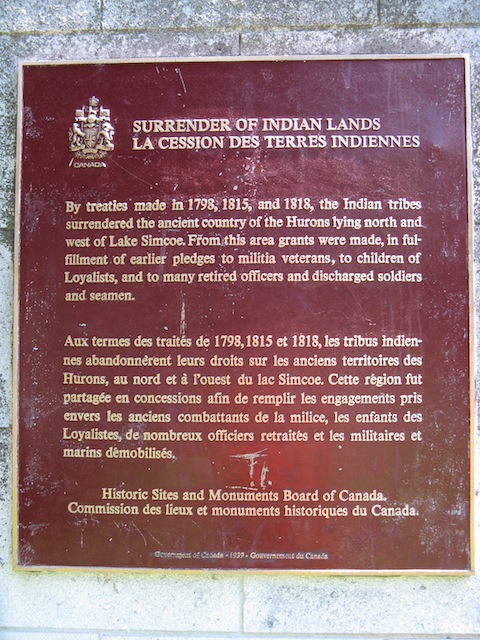 SURRENDER OF INDIAN LANDS
LA CESSION DES TERRES INDIENNES
CANADA
By treaties made in 1798, 1815, and 1818, the Indian tribes
surrendered the ancient country of the Hurons lying north and
west of Lake Simcoe. From this area grants were made, in ful-
fillment of earlier pledges to militia veterans, to children of
Loyalists, and to many retired officers and discharged soldiers
and seamen.
Aux termes des traités de 1798, 1815 et 1818, les tribus indien-
nes abandonnèrent leurs droits sur les anciens territoires des
Hurons, au nord et à l'ouest du lac Simcoe. Cette région fut
partagée en concessions afin de remplir les engagements pris
envers les anciens combattants de la milice, les enfants des
Loyalistes, de nombreux officiers retraités et les militaires et
marins démobilisés.
Historic Sites and Monuments Board of Canada.
Commission des lieux et monuments historiques du Canada.
Government of Canada - 1929 - Gouvernement du Canada